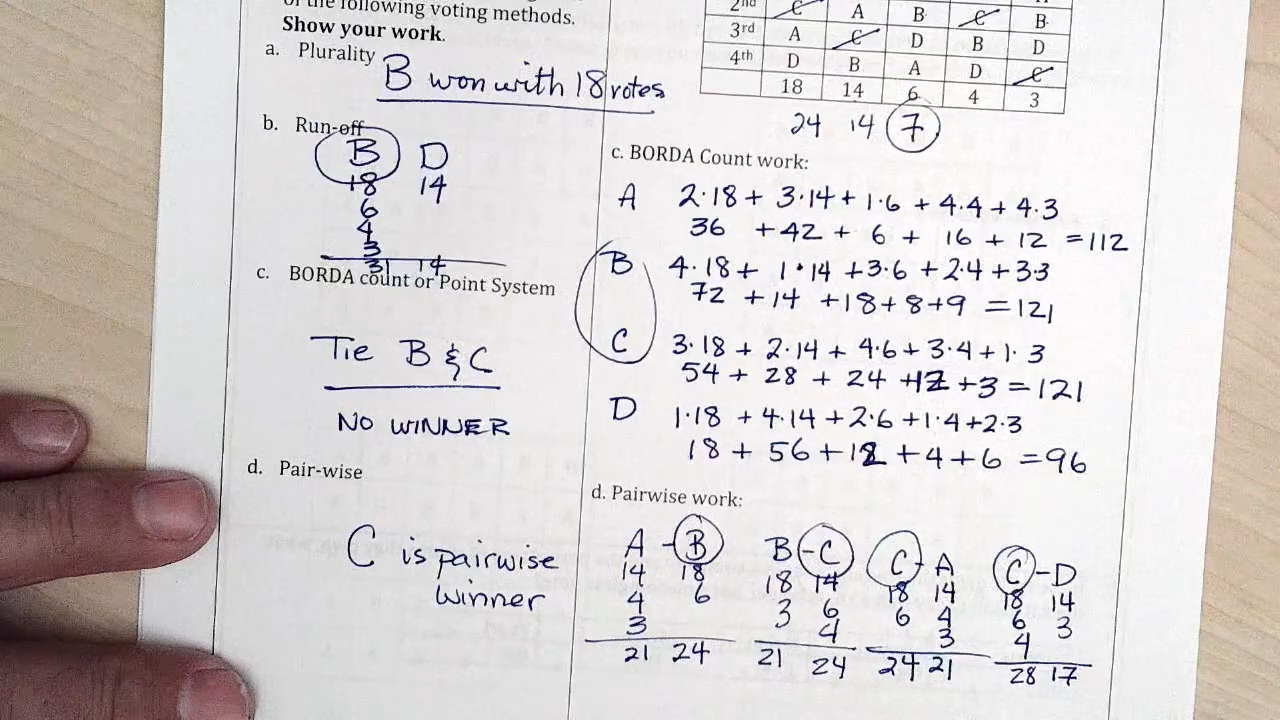 of the following voting methods.
Show your work.
a. Plurality
B won with 18 votes
2nd C A B C B
3rd A C D B D
4th D B A D C
18 14 6 4 3
24 14 7
b. Run-off
B D
18 14
6
4
3
31 14
c. BORDA count or Point System
Tie B & C
NO WINNER
d. Pair-wise
C is pairwise
winner
c. BORDA Count work:
A 2·18 + 3·14 + 1·6 + 4·4 + 4·3
36 + 42 + 6 + 16 + 12 = 112
B 4·18 + 1·14 + 3·6 + 2·4 + 3·3
72 + 14 + 18 + 8 + 9 = 121
C 3·18 + 2·14 + 4·6 + 3·4 + 1·3
54 + 28 + 24 + 12 + 3 = 121
D 1·18 + 4·14 + 2·6 + 1·4 + 2·3
18 + 56 + 12 + 4 + 6 = 96
d. Pairwise work:
A - B B - C C - A C - D
14 18 18 14 18 14 18 14
4 6 3 6 6 4 6 3
3 4 3 4
21 24 21 24 24 21 28 17